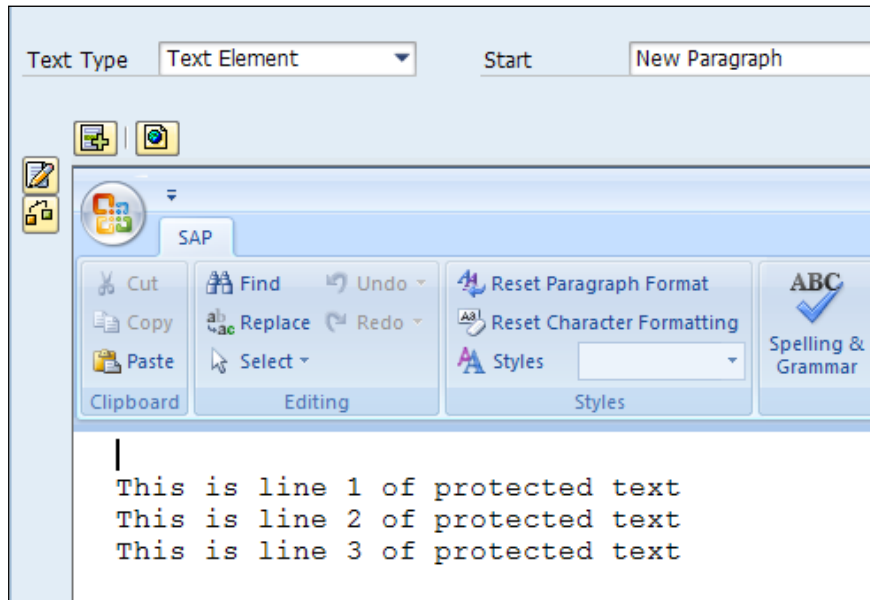 Text Type Text Element Start New Paragraph
SAP
Cut Find Undo Reset Paragraph Format ABC
Copy Replace Redo Reset Character Formatting
Paste Select Styles Spelling & Grammar
Clipboard Editing Styles
This is line 1 of protected text
This is line 2 of protected text
This is line 3 of protected text